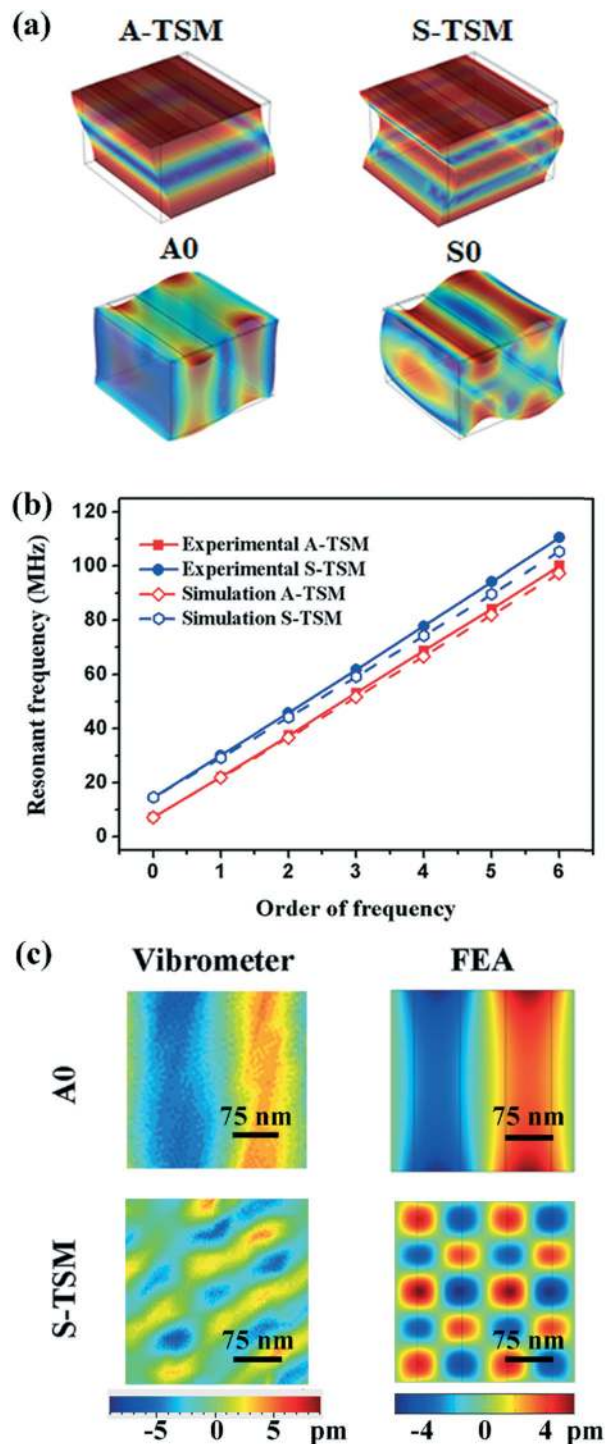 (a)
A-TSM
S-TSM
A0
S0
(b)
120
100
80
60
40
20
0
Resonant frequency (MHz)
Experimental A-TSM
Experimental S-TSM
Simulation A-TSM
Simulation S-TSM
0 1 2 3 4 5 6
Order of frequency
(c)
Vibrometer
FEA
A0
75 nm
75 nm
S-TSM
75 nm
75 nm
-5 0 5 pm
-4 0 4 pm